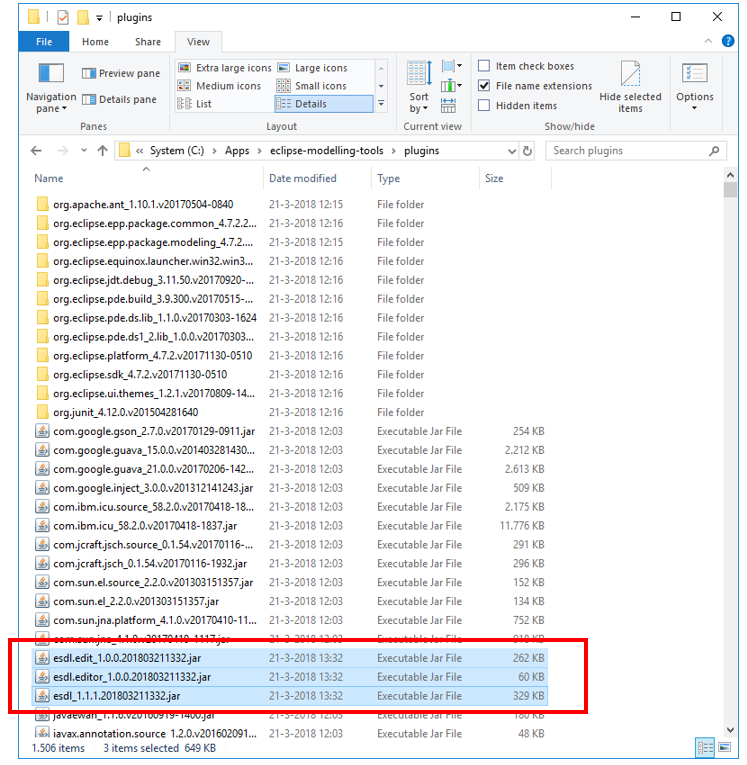 plugins
File Home Share View
Navigation pane
Preview pane
Details pane
Panes
Extra large icons Large icons
Medium icons Small icons
List Details
Layout
Sort by
Current view
Item check boxes
File name extensions
Hidden items
Hide selected items
Show/hide
Options
« System (C:) > Apps > eclipse-modelling-tools > plugins
Search plugins
Name Date modified Type Size
org.apache.ant_1.10.1.v20170504-0840 21-3-2018 12:15 File folder
org.eclipse.epp.package.common_4.7.2.2... 21-3-2018 12:16 File folder
org.eclipse.epp.package.modeling_4.7.2.... 21-3-2018 12:15 File folder
org.eclipse.equinox.launcher.win32.win3... 21-3-2018 12:16 File folder
org.eclipse.jdt.debug_3.11.50.v20170920-... 21-3-2018 12:16 File folder
org.eclipse.pde.build_3.9.300.v20170515-... 21-3-2018 12:16 File folder
org.eclipse.pde.ds.lib_1.1.0.v20170303-1624 21-3-2018 12:16 File folder
org.eclipse.pde.ds1_2.lib_1.0.0.v20170303... 21-3-2018 12:16 File folder
org.eclipse.platform_4.7.2.v20171130-0510 21-3-2018 12:16 File folder
org.eclipse.sdk_4.7.2.v20171130-0510 21-3-2018 12:16 File folder
org.eclipse.ui.themes_1.2.1.v20170809-14... 21-3-2018 12:16 File folder
org.junit_4.12.0.v201504281640 21-3-2018 12:16 File folder
com.google.gson_2.7.0.v20170129-0911.jar 21-3-2018 12:03 Executable Jar File 254 KB
com.google.guava_15.0.0.v201403281430... 21-3-2018 12:03 Executable Jar File 2.212 KB
com.google.guava_21.0.0.v20170206-142... 21-3-2018 12:03 Executable Jar File 2.613 KB
com.google.inject_3.0.0.v201312141243.jar 21-3-2018 12:03 Executable Jar File 509 KB
com.ibm.icu.source_58.2.0.v20170418-18... 21-3-2018 12:03 Executable Jar File 2.175 KB
com.ibm.icu_58.2.0.v20170418-1837.jar 21-3-2018 12:03 Executable Jar File 11.776 KB
com.jcraft.jsch.source_0.1.54.v20170116-... 21-3-2018 12:03 Executable Jar File 291 KB
com.jcraft.jsch_0.1.54.v20170116-1932.jar 21-3-2018 12:03 Executable Jar File 296 KB
com.sun.el.source_2.2.0.v201303151357.jar 21-3-2018 12:03 Executable Jar File 152 KB
com.sun.el_2.2.0.v201303151357.jar 21-3-2018 12:03 Executable Jar File 134 KB
com.sun.jna.platform_4.1.0.v20170410-11... 21-3-2018 12:03 Executable Jar File 752 KB
com.sun.jna_4.1.0.v20170410-1117.jar 21-3-2018 12:03 Executable Jar File 918 KB
esdl.edit_1.0.0.201803211332.jar 21-3-2018 13:32 Executable Jar File 262 KB
esdl.editor_1.0.0.201803211332.jar 21-3-2018 13:32 Executable Jar File 60 KB
esdl_1.1.1.201803211332.jar 21-3-2018 13:32 Executable Jar File 329 KB
javaewah_1.1.6.v20160919-1400.jar 21-3-2018 12:03 Executable Jar File 180 KB
javax.annotation.source_1.2.0.v201602091... 21-3-2018 12:03 Executable Jar File 48 KB
1.506 items 3 items selected 649 KB